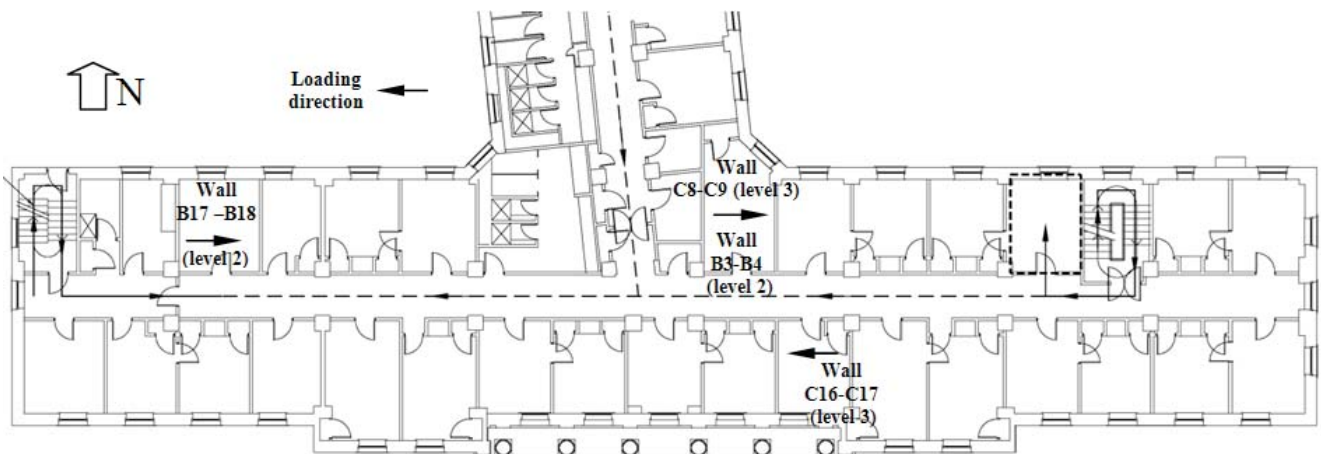 N
Loading
direction
Wall
B17 –B18
(level 2)
Wall
C8-C9 (level 3)
Wall
B3-B4
(level 2)
Wall
C16-C17
(level 3)